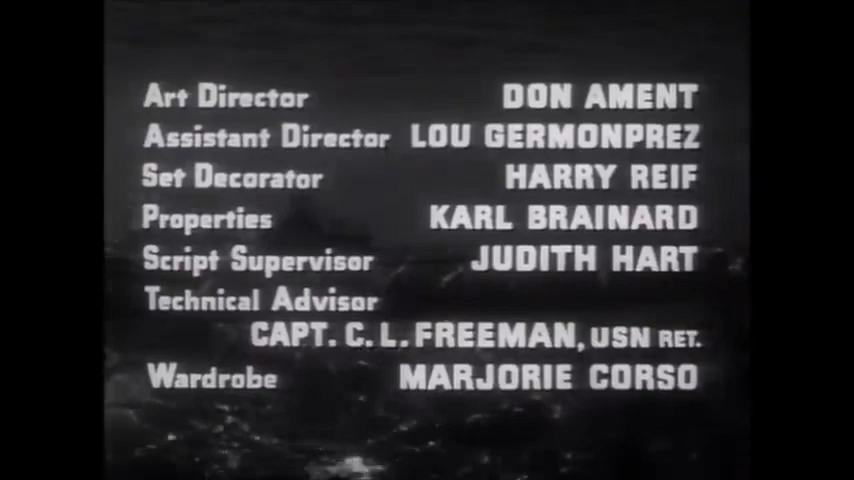 Art Director DON AMENT
Assistant Director LOU GERMONPREZ
Set Decorator HARRY REIF
Properties KARL BRAINARD
Script Supervisor JUDITH HART
Technical Advisor
CAPT. C. L. FREEMAN, USN RET.
Wardrobe MARJORIE CORSO